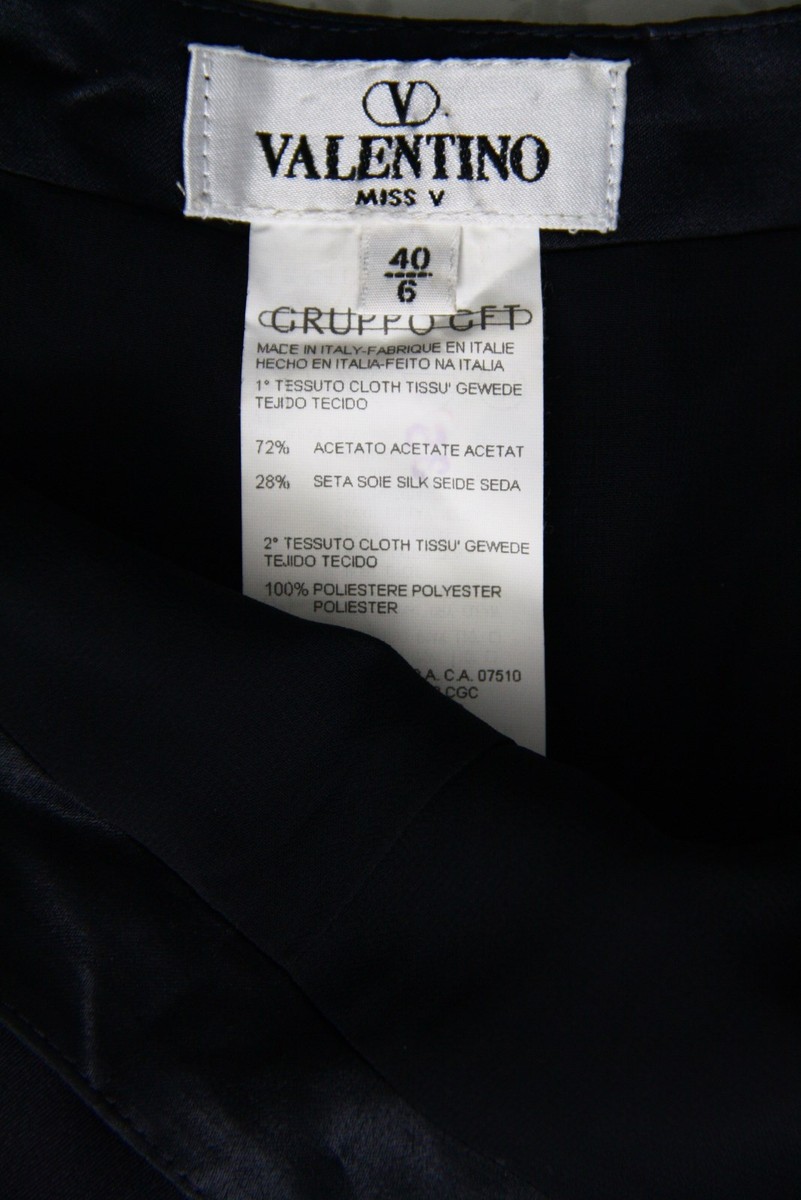 V
VALENTINO
MISS V
40
6
GRUPPO GFT
MADE IN ITALY-FABRIQUE EN ITALIE
HECHO EN ITALIA-FEITO NA ITALIA
1° TESSUTO CLOTH TISSU' GEWEDE
TEJIDO TECIDO
72% ACETATO ACETATE ACETAT
28% SETA SOIE SILK SEIDE SEDA
2° TESSUTO CLOTH TISSU' GEWEDE
TEJIDO TECIDO
100% POLIESTERE POLYESTER
POLIESTER
A. C.A. 07510
CGC